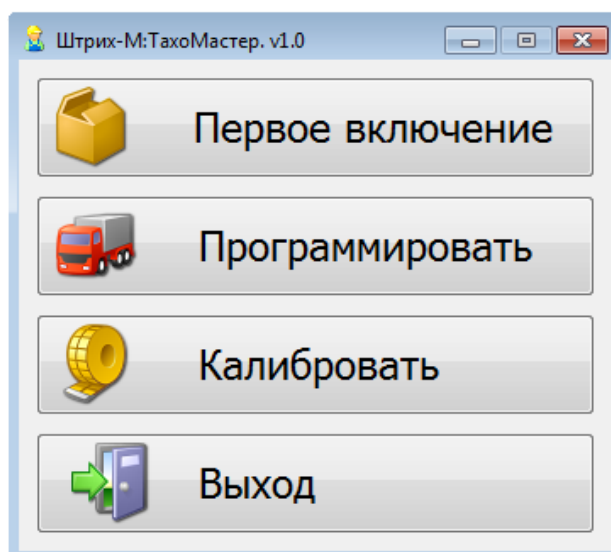 Штрих-М:ТахоМастер. v1.0
Первое включение
Программировать
Калибровать
Выход